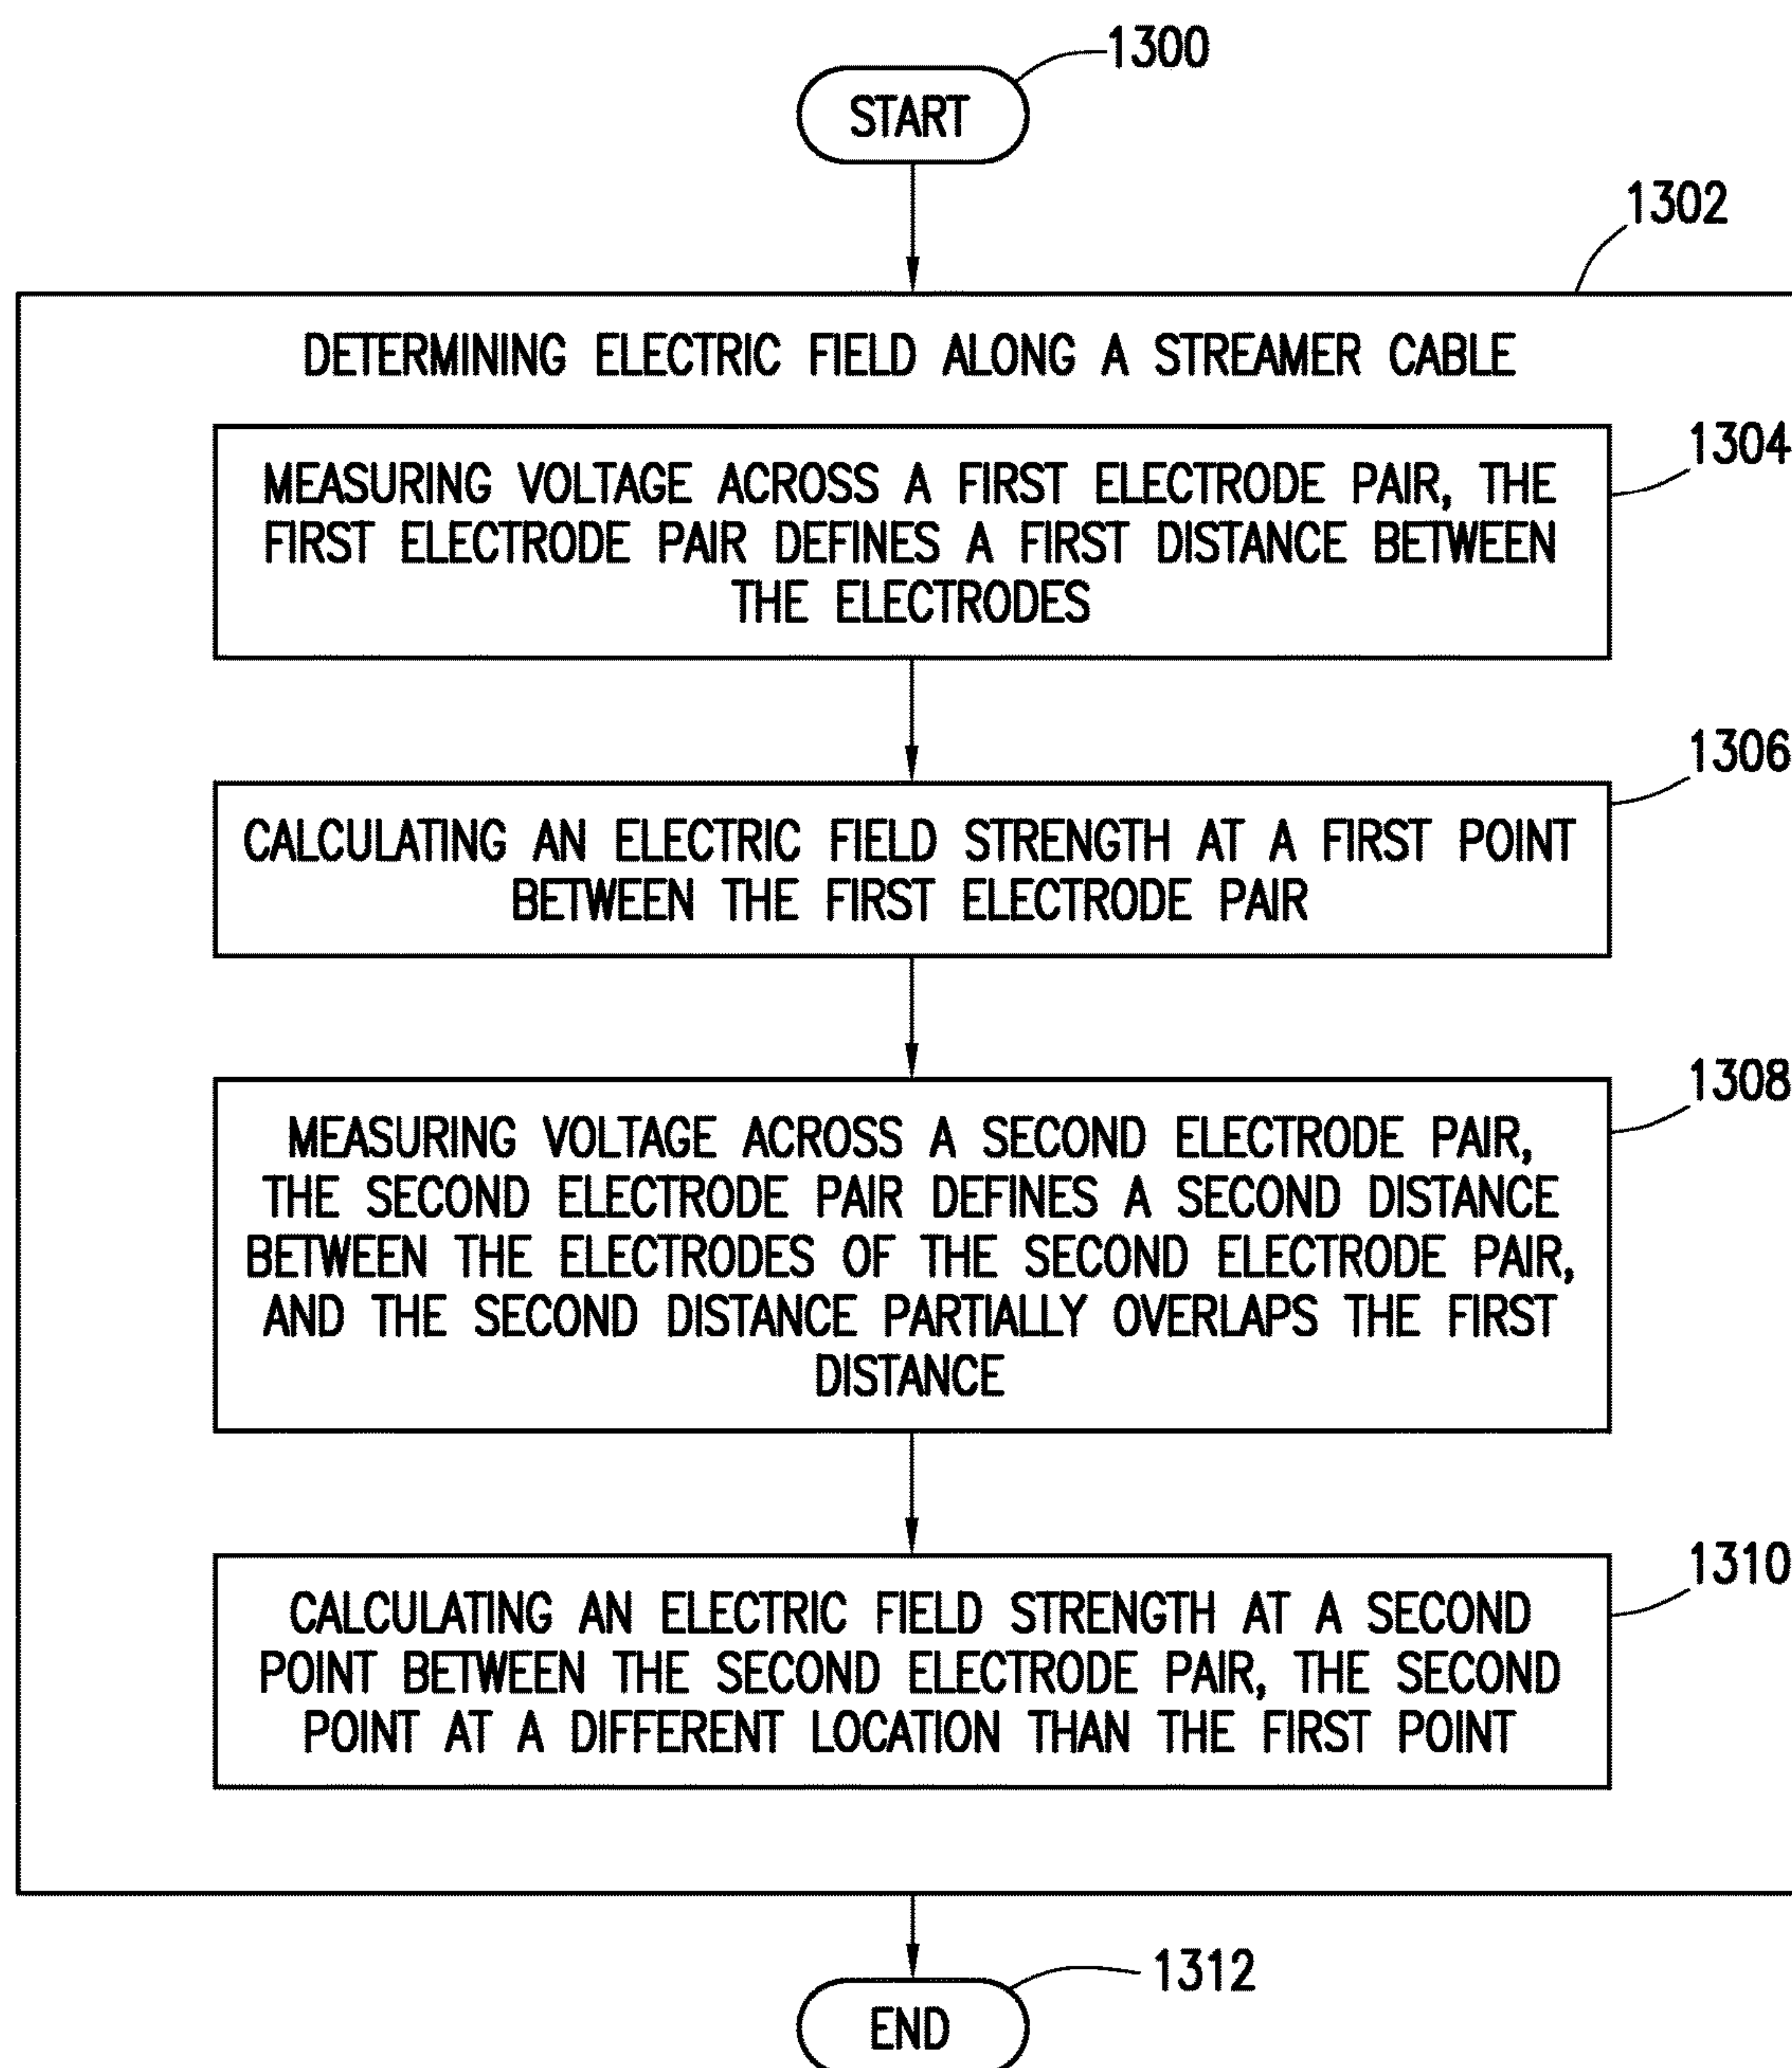 1300
START
1302
DETERMINING ELECTRIC FIELD ALONG A STREAMER CABLE
1304
MEASURING VOLTAGE ACROSS A FIRST ELECTRODE PAIR, THE
FIRST ELECTRODE PAIR DEFINES A FIRST DISTANCE BETWEEN
THE ELECTRODES
1306
CALCULATING AN ELECTRIC FIELD STRENGTH AT A FIRST POINT
BETWEEN THE FIRST ELECTRODE PAIR
1308
MEASURING VOLTAGE ACROSS A SECOND ELECTRODE PAIR,
THE SECOND ELECTRODE PAIR DEFINES A SECOND DISTANCE
BETWEEN THE ELECTRODES OF THE SECOND ELECTRODE PAIR,
AND THE SECOND DISTANCE PARTIALLY OVERLAPS THE FIRST
DISTANCE
1310
CALCULATING AN ELECTRIC FIELD STRENGTH AT A SECOND
POINT BETWEEN THE SECOND ELECTRODE PAIR, THE SECOND
POINT AT A DIFFERENT LOCATION THAN THE FIRST POINT
1312
END